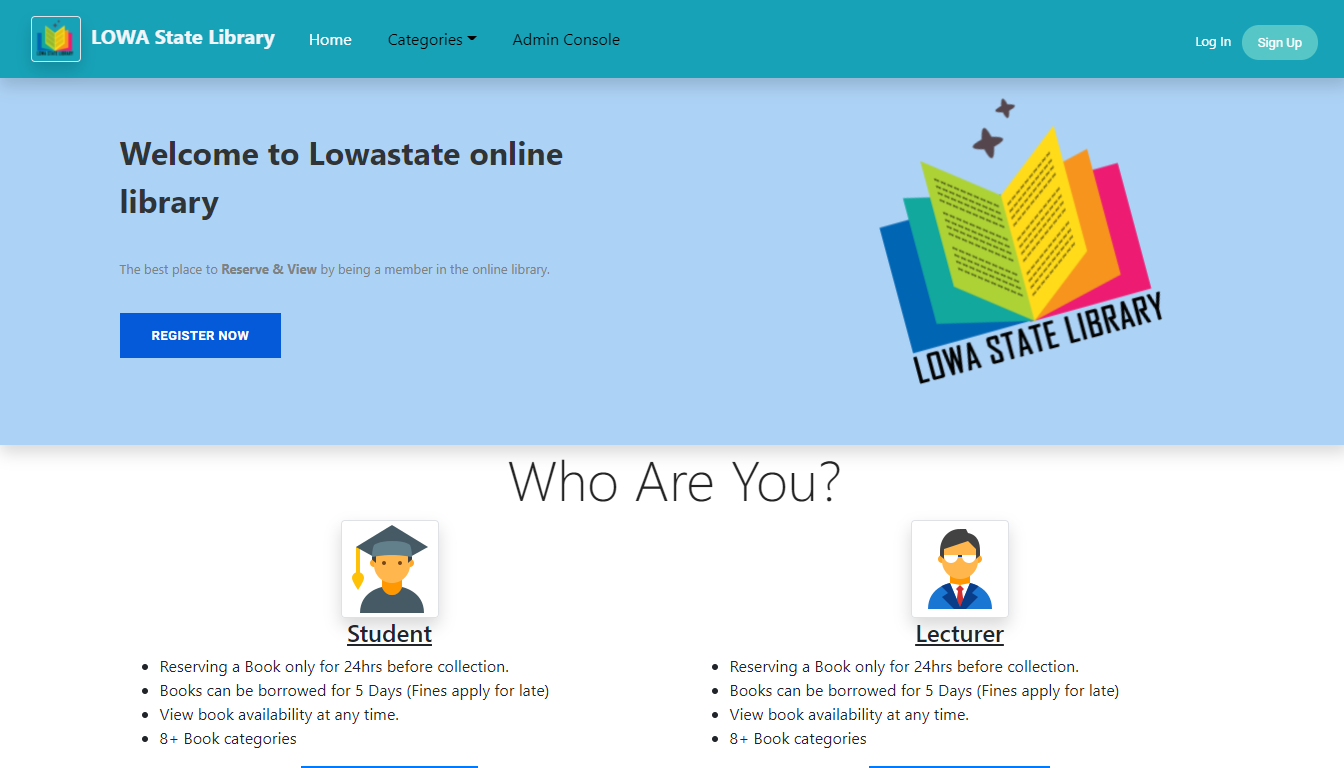 LOWA STATE LIBRARY
LOWA State Library
Home
Categories
Admin Console
Log In
Sign Up
Welcome to Lowastate online
library
The best place to Reserve & View by being a member in the online library.
REGISTER NOW
LOWA STATE LIBRARY
Who Are You?
Student
Reserving a Book only for 24hrs before collection.
Books can be borrowed for 5 Days (Fines apply for late)
View book availability at any time.
8+ Book categories
Lecturer
Reserving a Book only for 24hrs before collection.
Books can be borrowed for 5 Days (Fines apply for late)
View book availability at any time.
8+ Book categories